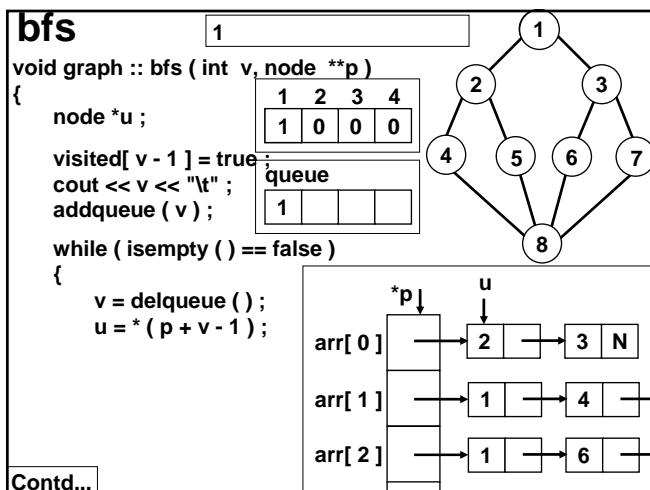 bfs
1
void graph :: bfs ( int v, node **p )
{
node *u ;
visited[ v - 1 ] = true ;
cout << v << "\t" ;
addqueue ( v ) ;
while ( isempty ( ) == false )
{
v = delqueue ( ) ;
u = * ( p + v - 1 ) ;
1 2 3 4
1 0 0 0
queue
1
1
2 3
4 5 6 7
8
*p u
arr[ 0 ] 2 3 N
arr[ 1 ] 1 4
arr[ 2 ] 1 6
Contd...